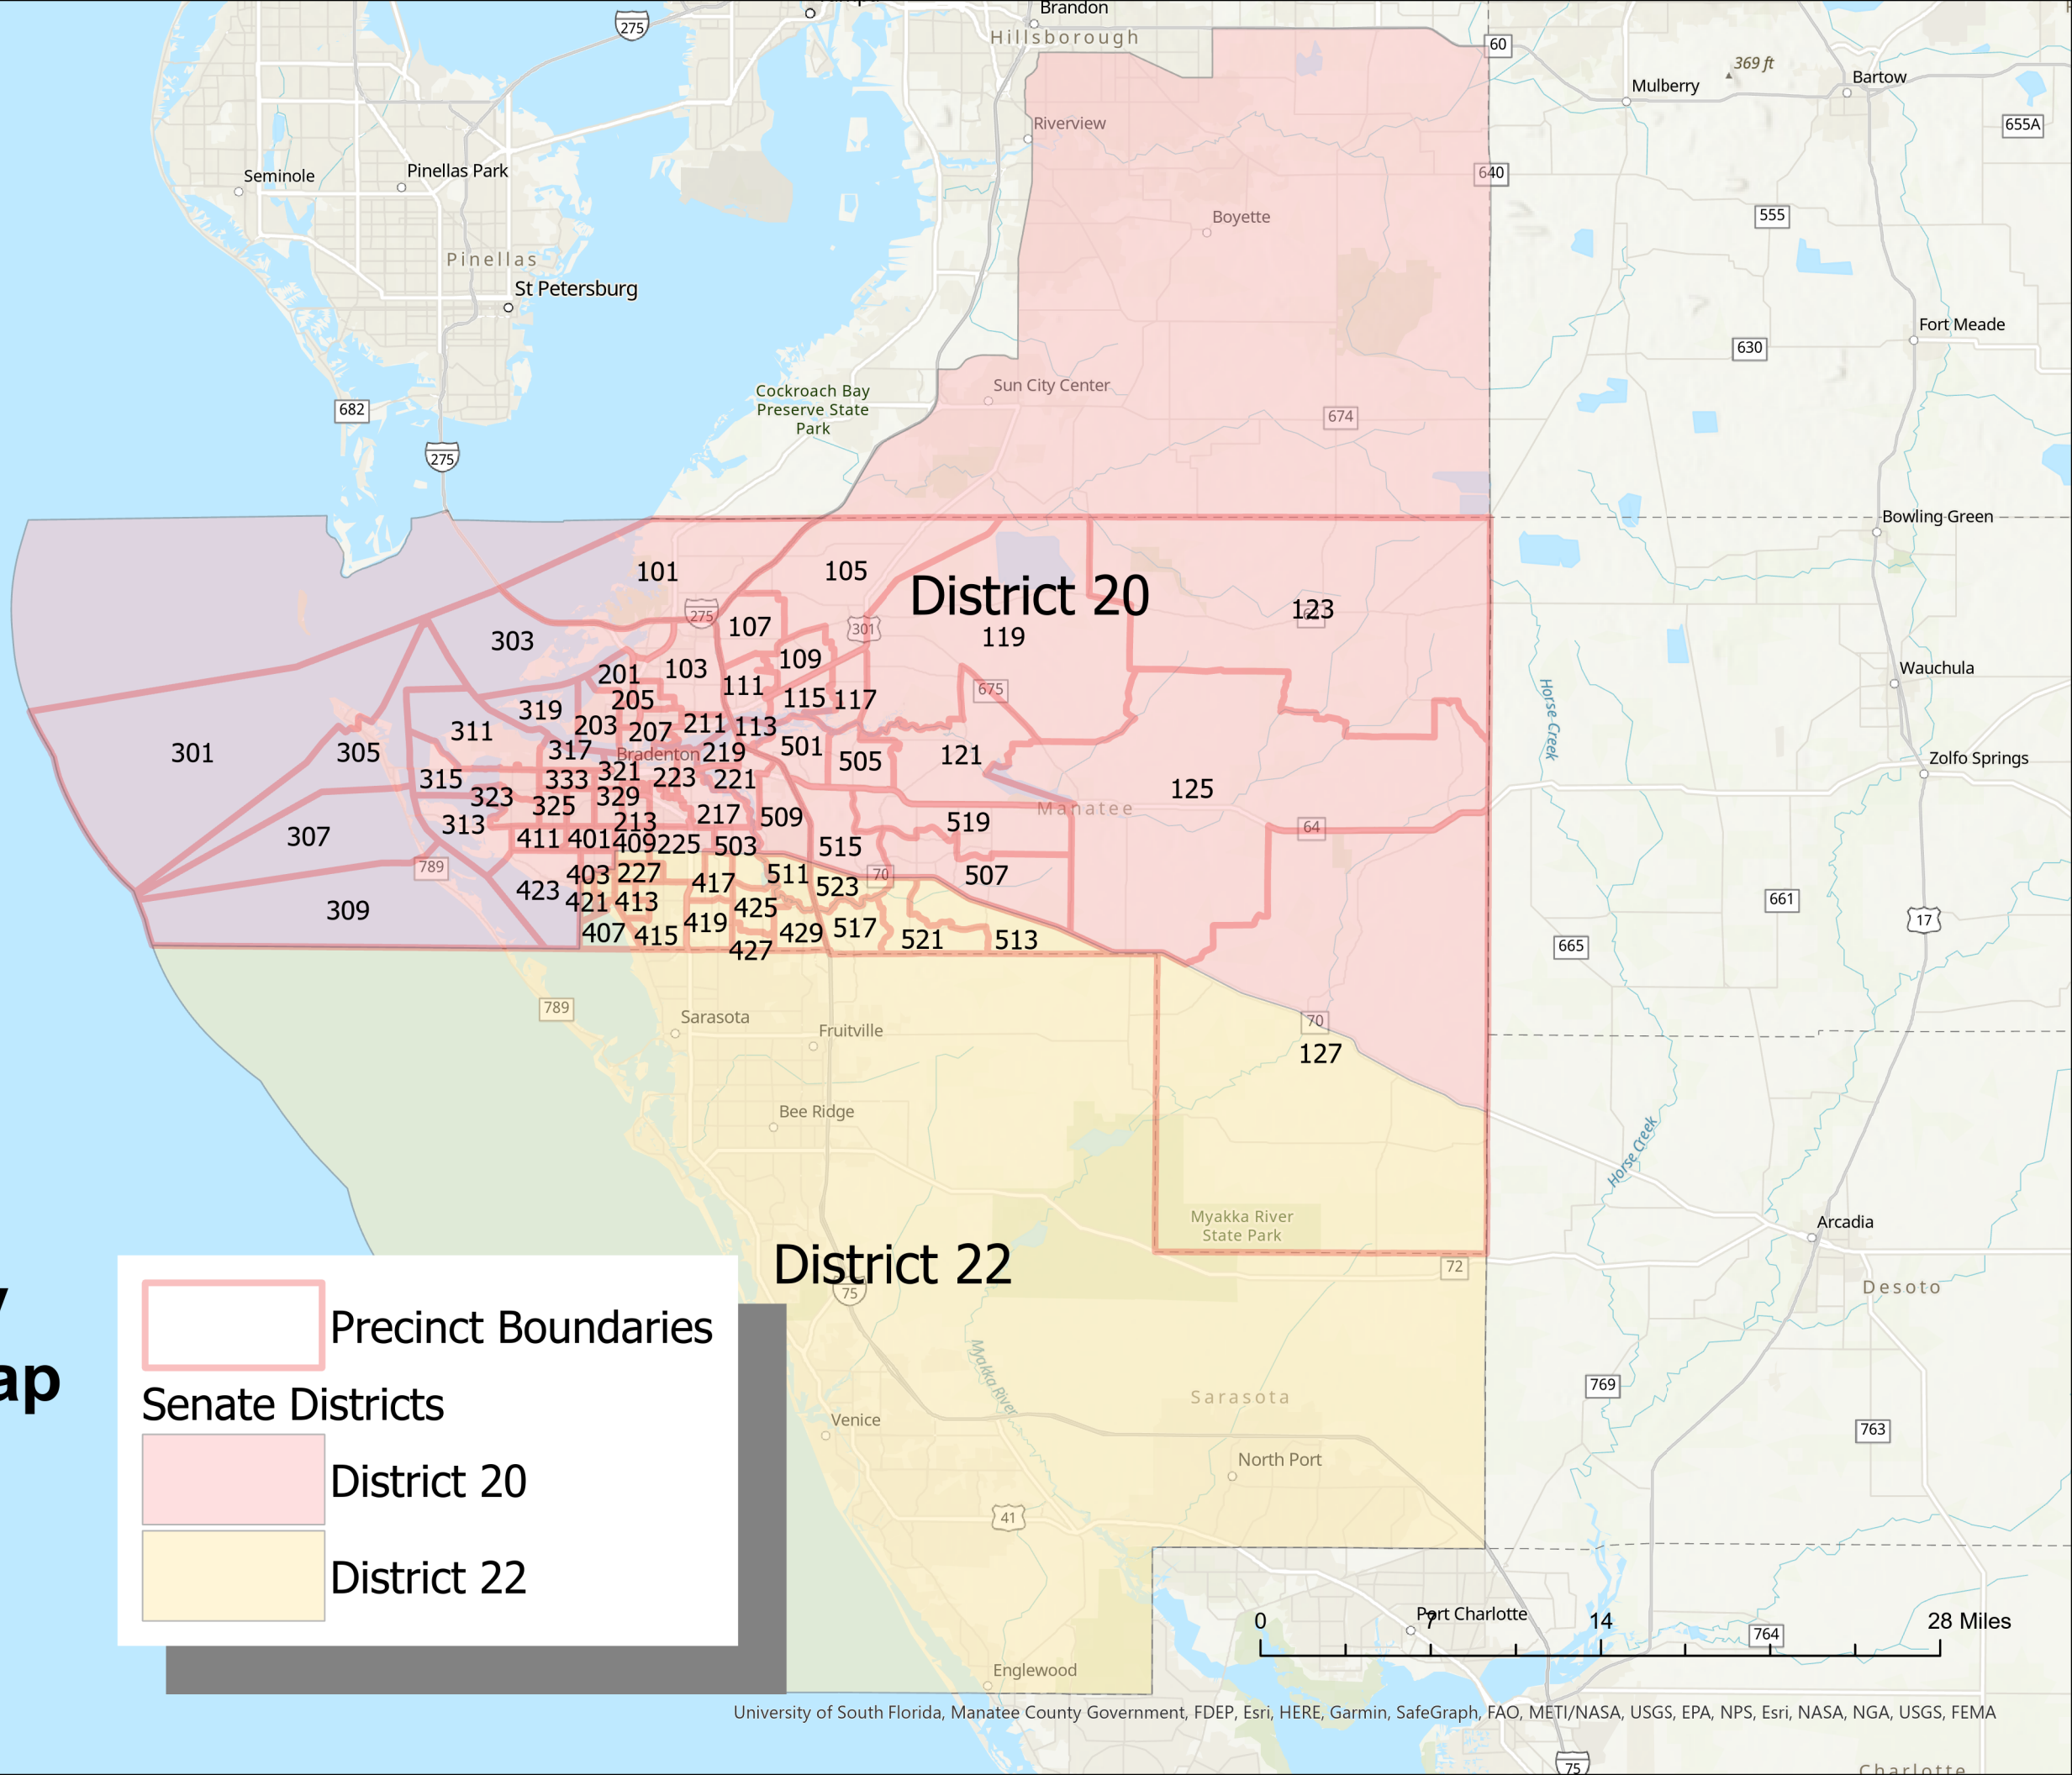 Brandon
Hillsborough
275
60
369 ft
Mulberry
Bartow
655A
Riverview
Seminole
Pinellas Park
640
Boyette
555
Pinellas
St Petersburg
Fort Meade
630
Cockroach Bay
Preserve State
Park
Sun City Center
682
674
275
Bowling Green
101
105
District 20
123
275
107
301
119
303
109
201
103
Wauchula
111
675
205
115
117
Horse Creek
319
203
207
211
113
311
301
305
317
Bradenton
219
501
505
121
Zolfo Springs
315
333
321
223
221
125
323
325
329
Manatee
313
213
217
509
519
64
307
411
401
409
225
503
515
789
403
227
417
511
523
70
507
423
421
413
425
661
17
309
407
415
419
427
429
517
521
513
665
789
Sarasota
Fruitville
70
127
Bee Ridge
Horse Creek
Myakka River
State Park
Arcadia
District 22
72
75
Desoto
Precinct Boundaries
Senate Districts
District 20
District 22
ap
Myakka River
Sarasota
769
Venice
763
North Port
41
Port Charlotte
0
7
14
28 Miles
764
Englewood
University of South Florida, Manatee County Government, FDEP, Esri, HERE, Garmin, SafeGraph, FAO, METI/NASA, USGS, EPA, NPS, Esri, NASA, NGA, USGS, FEMA
75
Charlotte